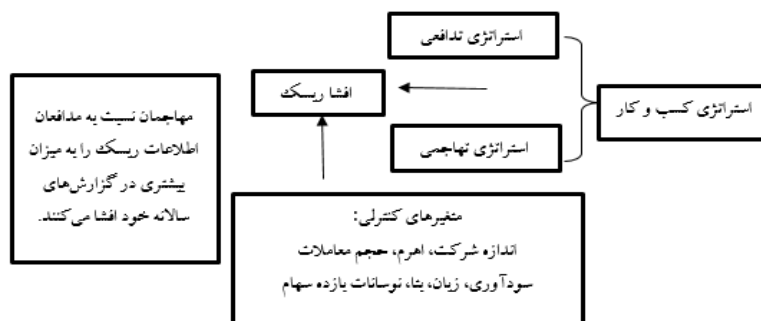 استراتژی کسب و کار
استراتژی تدافعی
استراتژی تهاجمی
افشا ریسک
مهاجمان نسبت به مدافعان
اطلاعات ریسک را به میزان
بیشتری در گزارش‌های
سالانه خود افشا می‌کنند.
متغیرهای کنترلی:
اندازه شرکت، اهرم، حجم معاملات
سودآوری، زیان، بتا، نوسانات بازده سهام